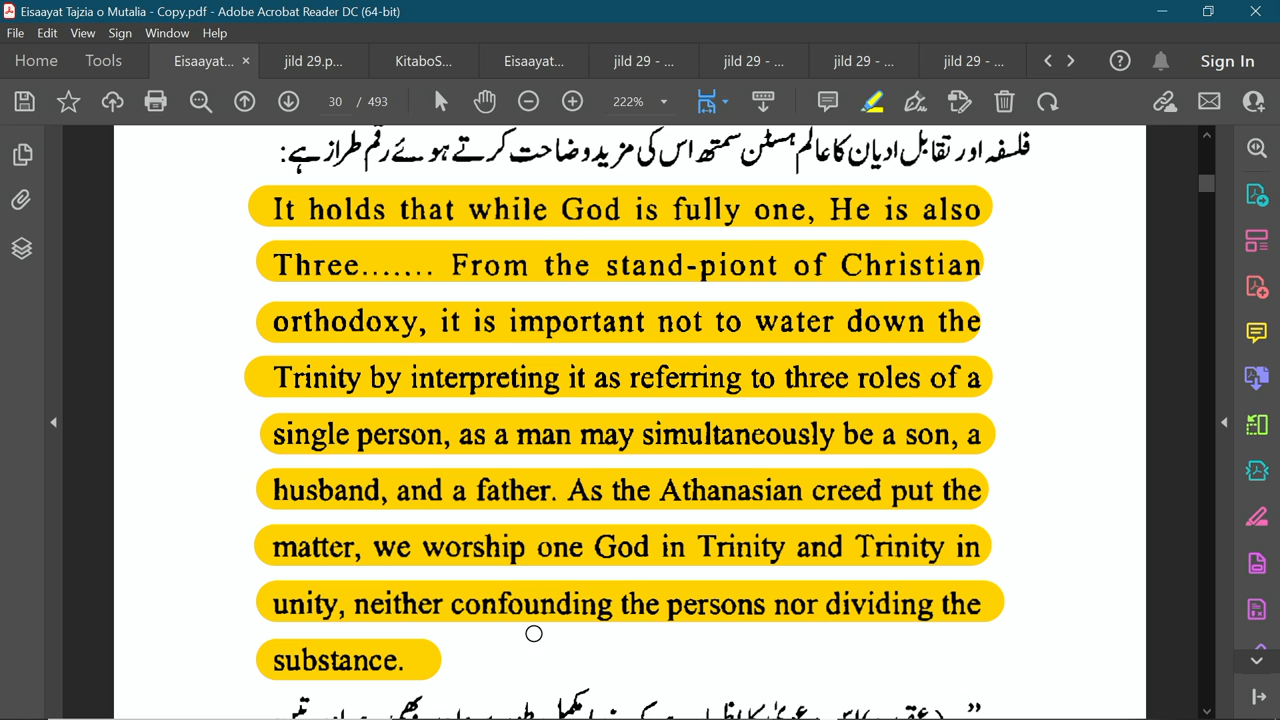 Eisaayat Tajzia o Mutalia - Copy.pdf - Adobe Acrobat Reader DC (64-bit)
File Edit View Sign Window Help
Home Tools Eisaayat... × jild 29.p... KitaboS... Eisaayat... jild 29 - ... jild 29 - ... jild 29 - ... jild 29 - ... Sign In
30 / 493 222%
فلسفہ اور تقابل ادیان کا عالم ہسٹن سمتھ اس کی مزید وضاحت کرتے ہوئے رقم طراز ہے:
It holds that while God is fully one, He is also
Three....... From the stand-piont of Christian
orthodoxy, it is important not to water down the
Trinity by interpreting it as referring to three roles of a
single person, as a man may simultaneously be a son, a
husband, and a father. As the Athanasian creed put the
matter, we worship one God in Trinity and Trinity in
unity, neither confounding the persons nor dividing the
substance.